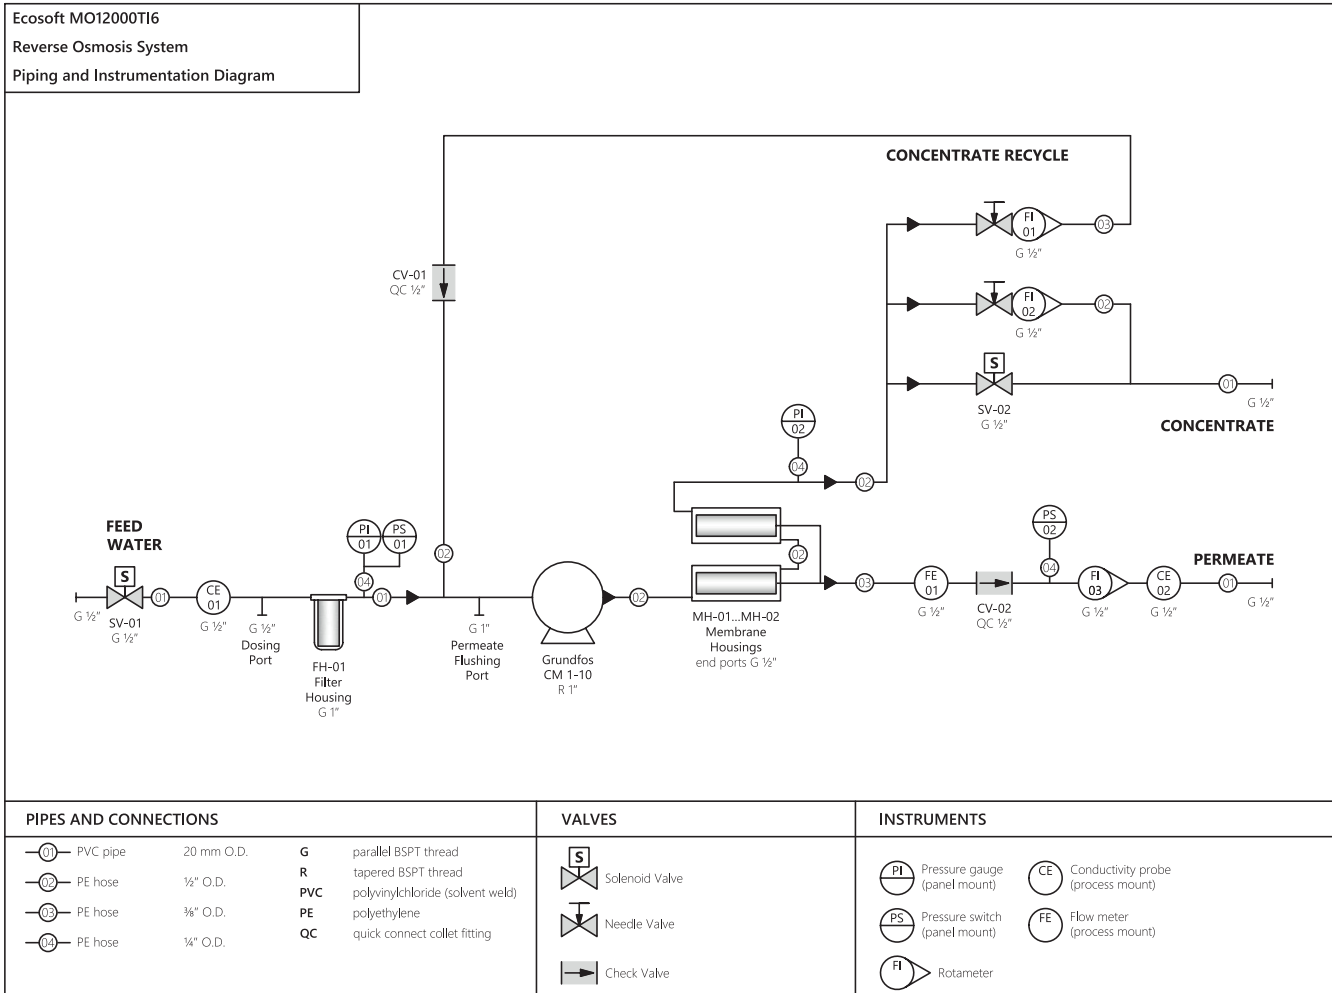 Ecosoft MO12000TI6
Reverse Osmosis System
Piping and Instrumentation Diagram
CONCENTRATE RECYCLE
FI
01
G ½"
03
CV-01
QC ½"
FI
02
G ½"
02
S
SV-02
G ½"
01
G ½"
CONCENTRATE
PI
02
04
02
FEED
WATER
S
G ½"
SV-01
G ½"
01
CE
01
G ½"
G ½"
Dosing
Port
FH-01
Filter
Housing
G 1"
PI
01
PS
01
04
01
02
G 1"
Permeate
Flushing
Port
Grundfos
CM 1-10
R 1"
02
02
MH-01...MH-02
Membrane
Housings
end ports G ½"
03
FE
01
G ½"
CV-02
QC ½"
PS
02
04
FI
03
G ½"
CE
02
G ½"
PERMEATE
01
G ½"
PIPES AND CONNECTIONS
01 PVC pipe 20 mm O.D.
02 PE hose ½" O.D.
03 PE hose ⅜" O.D.
04 PE hose ¼" O.D.
G parallel BSPT thread
R tapered BSPT thread
PVC polyvinylchloride (solvent weld)
PE polyethylene
QC quick connect collet fitting
VALVES
S
Solenoid Valve
Needle Valve
Check Valve
INSTRUMENTS
PI Pressure gauge
(panel mount)
PS Pressure switch
(panel mount)
FI Rotameter
CE Conductivity probe
(process mount)
FE Flow meter
(process mount)